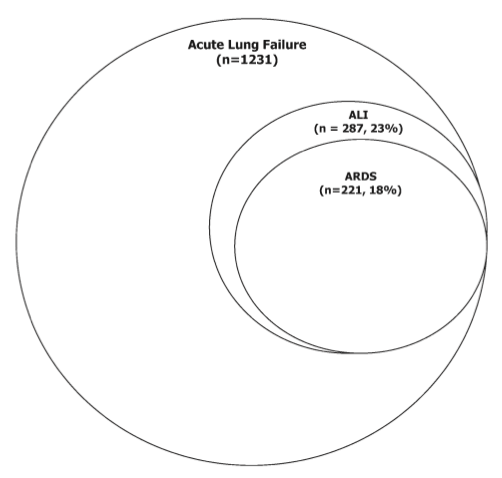 Acute Lung Failure
(n=1231)
ALI
(n = 287, 23%)
ARDS
(n=221, 18%)